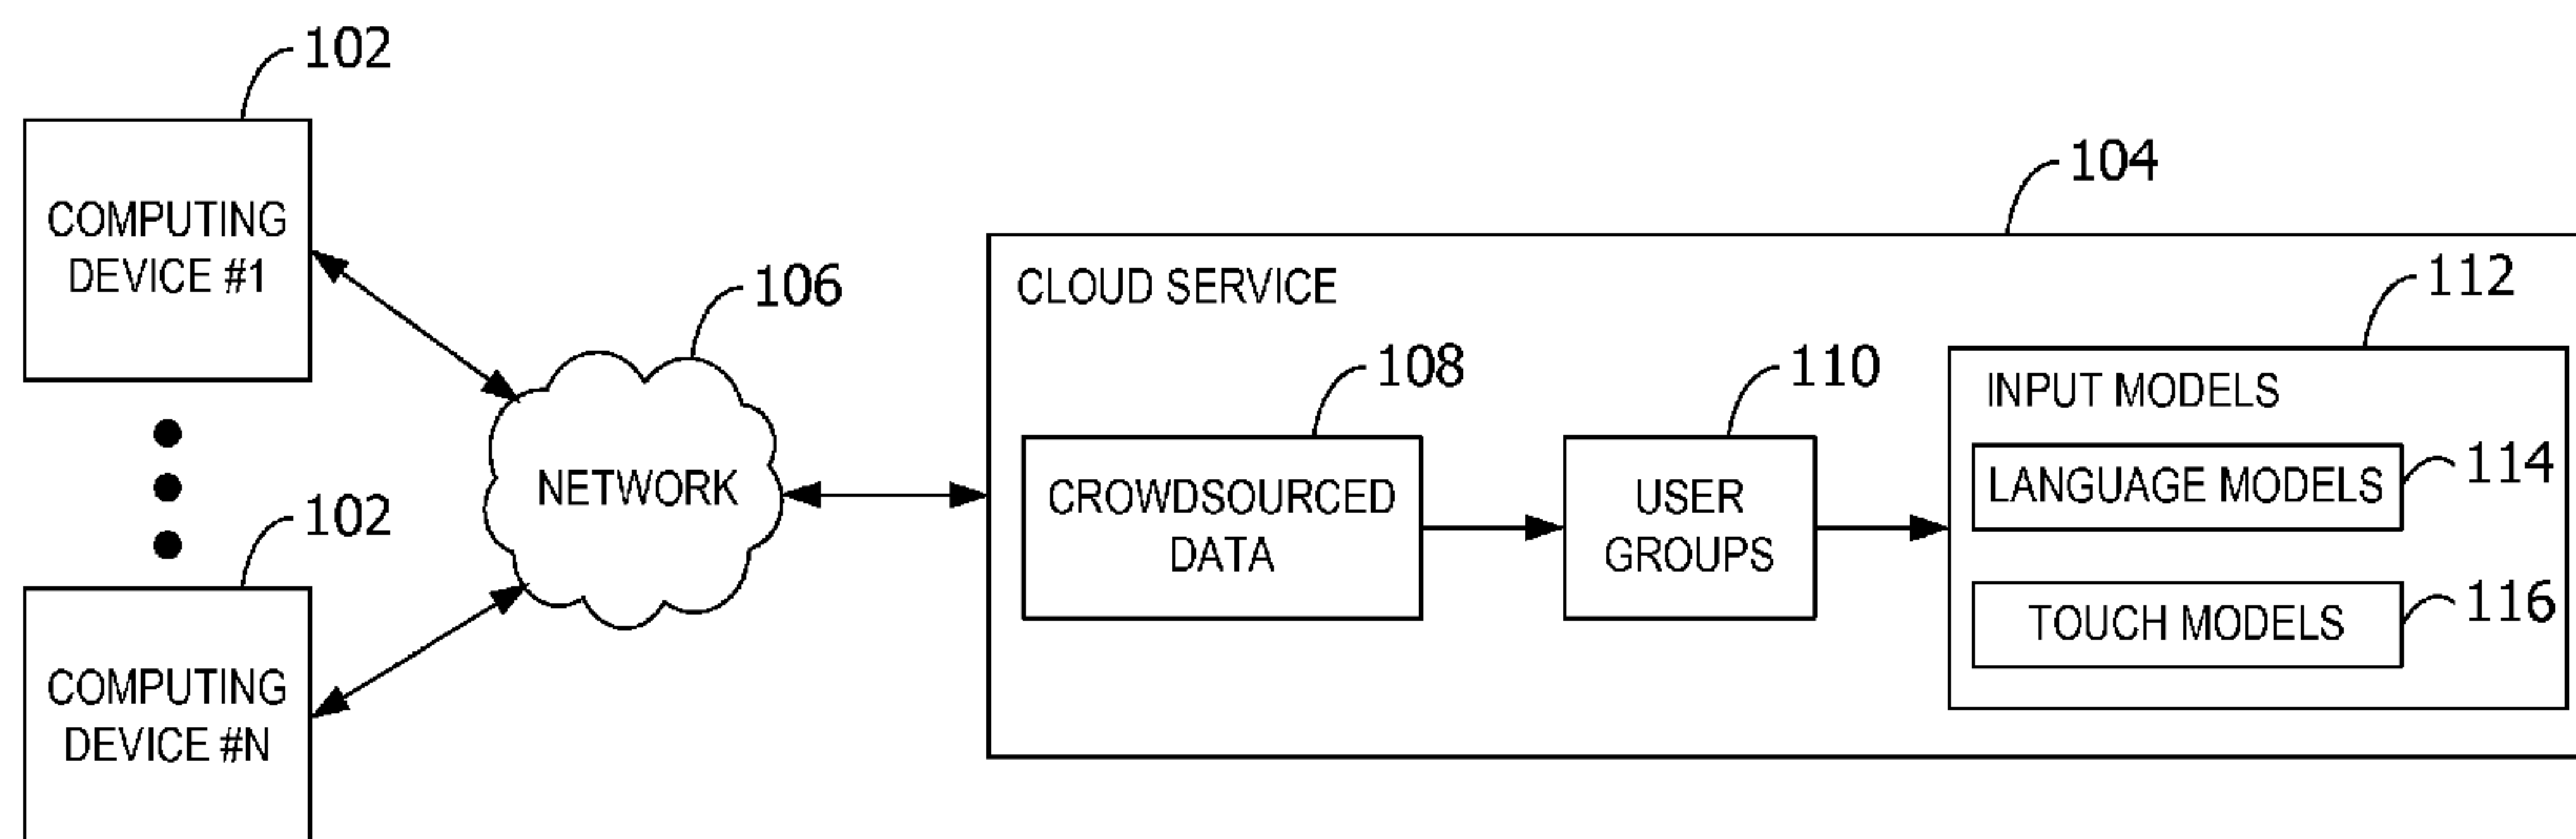 102
COMPUTING
DEVICE #1
102
COMPUTING
DEVICE #N
106
NETWORK
104
CLOUD SERVICE
108
CROWDSOURCED
DATA
110
USER
GROUPS
112
INPUT MODELS
LANGUAGE MODELS
114
TOUCH MODELS
116